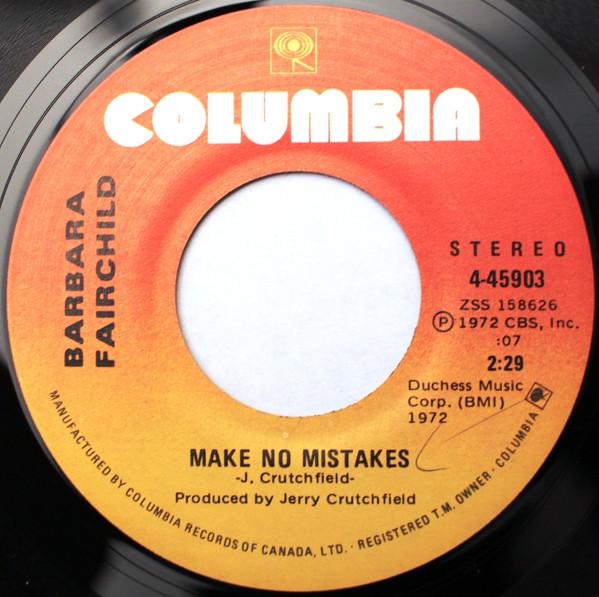 COLUMBIA
BARBARA
FAIRCHILD
STEREO
4-45903
ZSS 158626
Ⓟ 1972 CBS, Inc.
:07
2:29
Duchess Music
Corp. (BMI)
1972
MAKE NO MISTAKES
-J. Crutchfield-
Produced by Jerry Crutchfield
MANUFACTURED BY COLUMBIA RECORDS OF CANADA, LTD. · REGISTERED T.M. OWNER · COLUMBIA